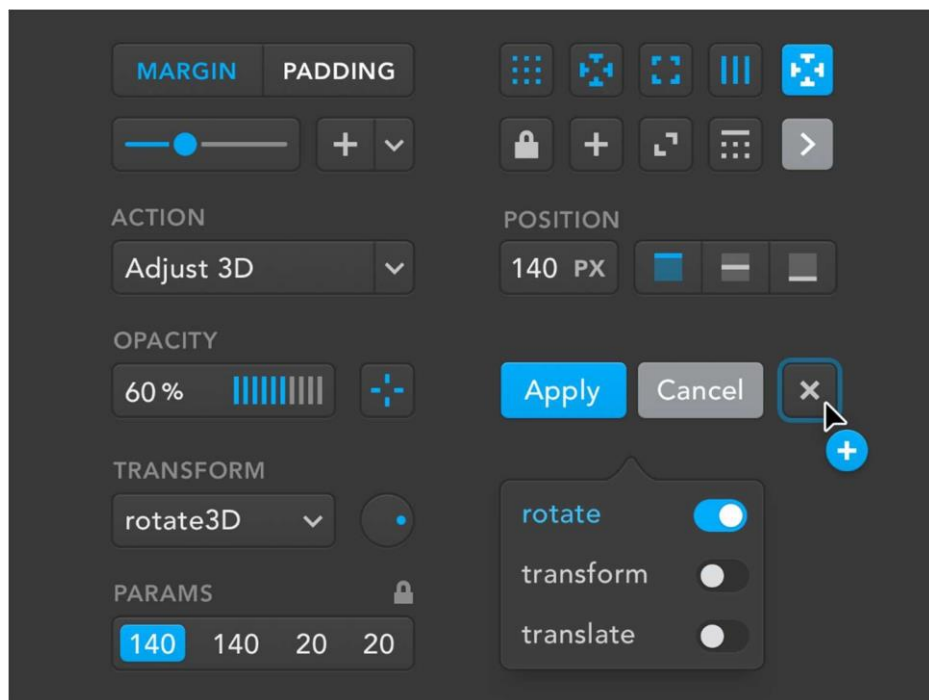 MARGIN PADDING
ACTION
Adjust 3D
OPACITY
60 %
TRANSFORM
rotate3D
PARAMS
140 140 20 20
POSITION
140 PX
Apply Cancel
rotate
transform
translate